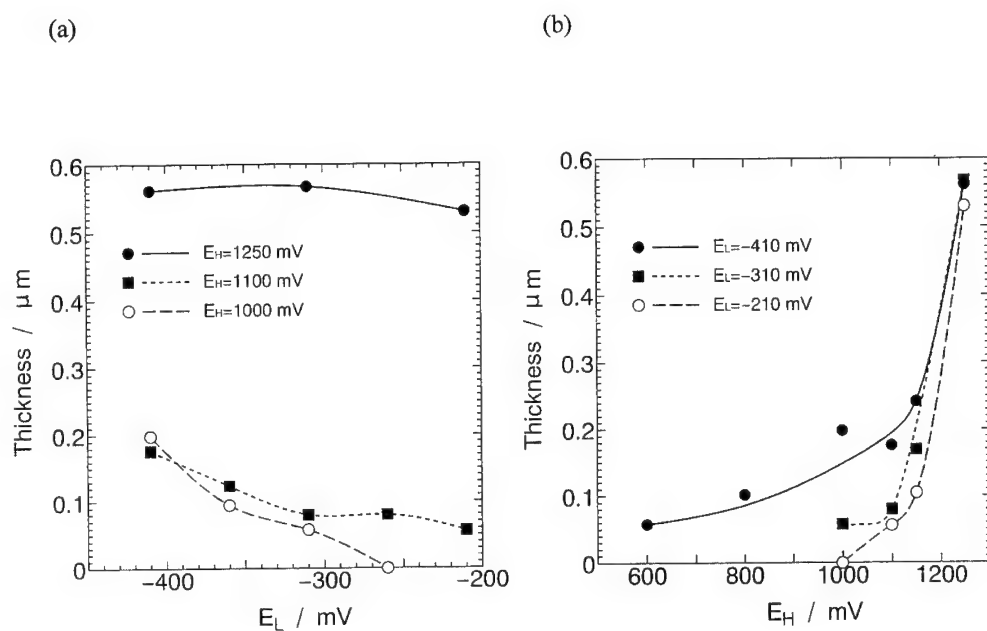 (a)
(b)
0.6
0.5
0.4
0.3
0.2
0.1
0
Thickness / μm
EH=1250 mV
EH=1100 mV
EH=1000 mV
−400
−300
−200
EL / mV
0.6
0.5
0.4
0.3
0.2
0.1
0
Thickness / μm
EL=−410 mV
EL=−310 mV
EL=−210 mV
600
800
1000
1200
EH / mV